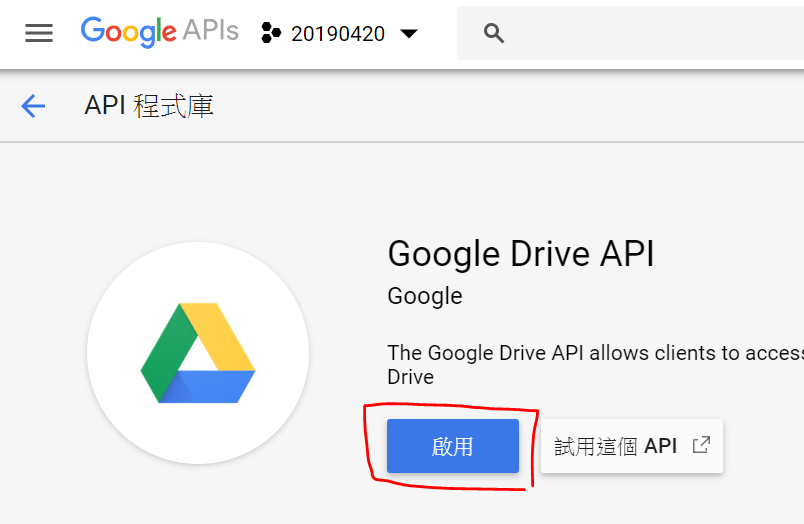 Google APIs 20190420
API 程式庫
Google Drive API
Google
The Google Drive API allows clients to access
Drive
啟用 試用這個 API